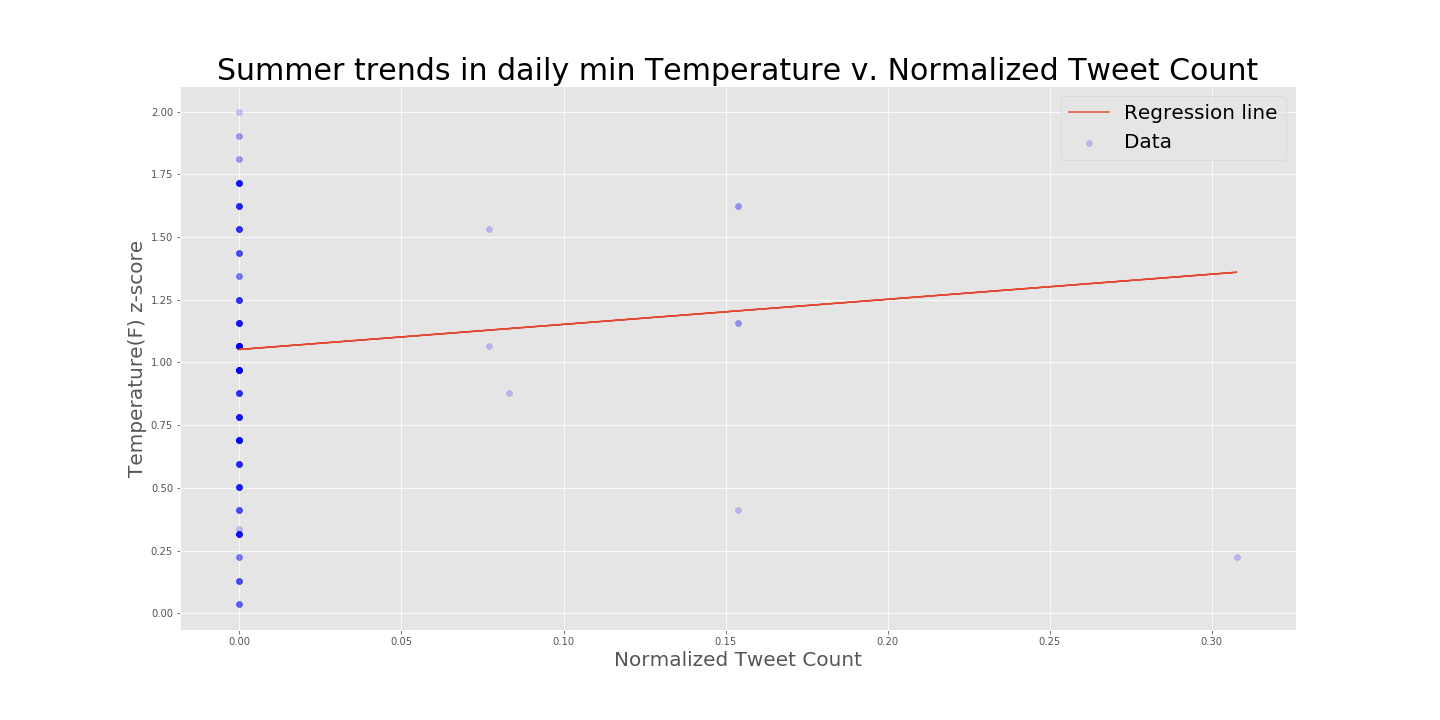 Summer trends in daily min Temperature v. Normalized Tweet Count
Regression line
Data
Temperature(F) z-score
2.00
1.75
1.50
1.25
1.00
0.75
0.50
0.25
0.00
0.00 0.05 0.10 0.15 0.20 0.25 0.30
Normalized Tweet Count